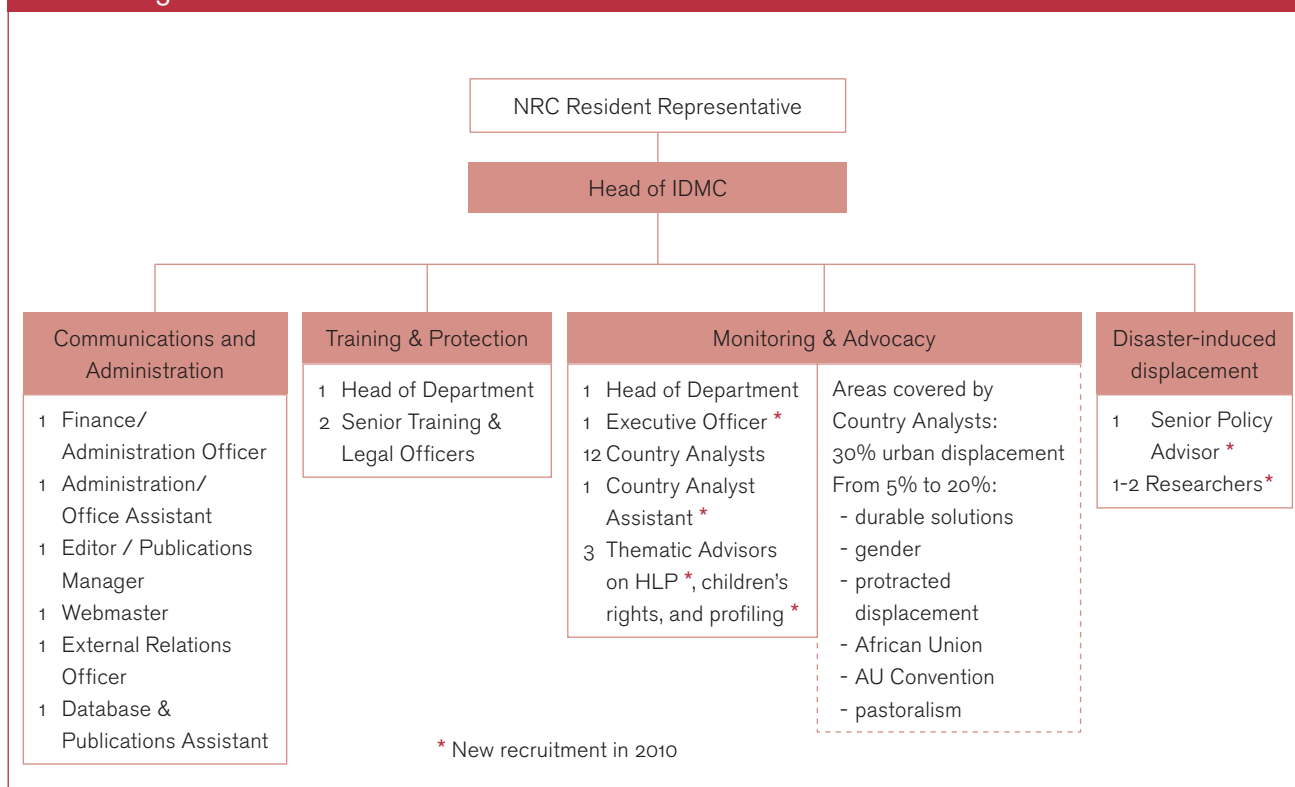 NRC Resident Representative
Head of IDMC
Communications and
Administration
1 Finance/
Administration Officer
1 Administration/
Office Assistant
1 Editor / Publications
Manager
1 Webmaster
1 External Relations
Officer
1 Database &
Publications Assistant
Training & Protection
1 Head of Department
2 Senior Training &
Legal Officers
Monitoring & Advocacy
1 Head of Department
1 Executive Officer *
12 Country Analysts
1 Country Analyst
Assistant *
3 Thematic Advisors
on HLP *, children’s
rights, and profiling *
Areas covered by
Country Analysts:
30% urban displacement
From 5% to 20%:
- durable solutions
- gender
- protracted
displacement
- African Union
- AU Convention
- pastoralism
Disaster-induced
displacement
1 Senior Policy
Advisor *
1-2 Researchers*
* New recruitment in 2010